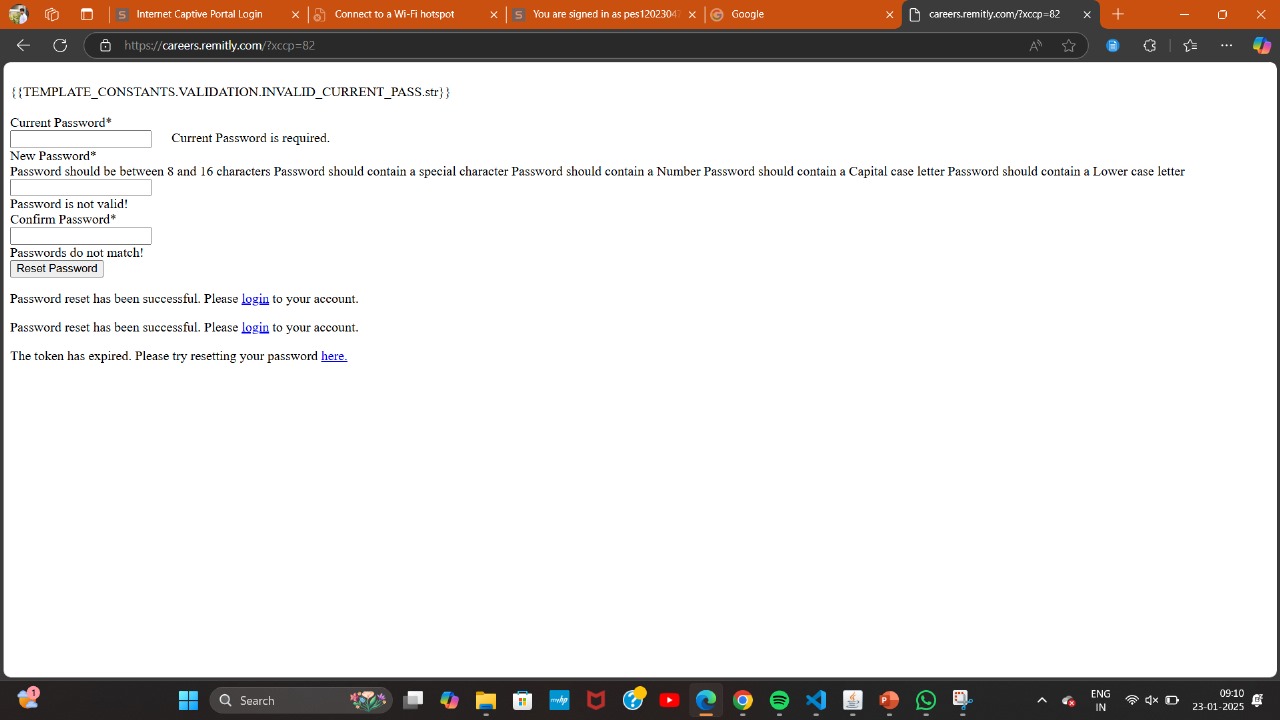 Internet Captive Portal Login
Connect to a Wi-Fi hotspot
You are signed in as pes1202304
Google
careers.remitly.com/?xccp=82
https://careers.remitly.com/?xccp=82
{{TEMPLATE_CONSTANTS.VALIDATION.INVALID_CURRENT_PASS.str}}
Current Password*
Current Password is required.
New Password*
Password should be between 8 and 16 characters Password should contain a special character Password should contain a Number Password should contain a Capital case letter Password should contain a Lower case letter
Password is not valid!
Confirm Password*
Passwords do not match!
Reset Password
Password reset has been successful. Please login to your account.
Password reset has been successful. Please login to your account.
The token has expired. Please try resetting your password here.
1
Search
myhp
ENG
IN
09:10
23-01-2025